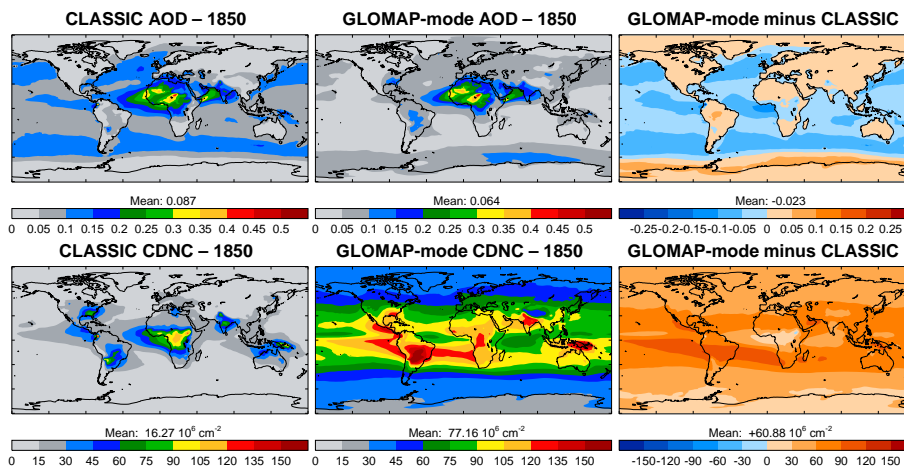 CLASSIC AOD – 1850
GLOMAP-mode AOD – 1850
GLOMAP-mode minus CLASSIC
Mean: 0.087
Mean: 0.064
Mean: -0.023
0 0.05 0.1 0.15 0.2 0.25 0.3 0.35 0.4 0.45 0.5
0 0.05 0.1 0.15 0.2 0.25 0.3 0.35 0.4 0.45 0.5
-0.25-0.2-0.15-0.1-0.05 0 0.05 0.1 0.15 0.2 0.25
CLASSIC CDNC – 1850
GLOMAP-mode CDNC – 1850
GLOMAP-mode minus CLASSIC
Mean: 16.27 10⁶ cm⁻²
Mean: 77.16 10⁶ cm⁻²
Mean: +60.88 10⁶ cm⁻²
0 15 30 45 60 75 90 105 120 135 150
0 15 30 45 60 75 90 105 120 135 150
-150-120-90 -60 -30 0 30 60 90 120 150